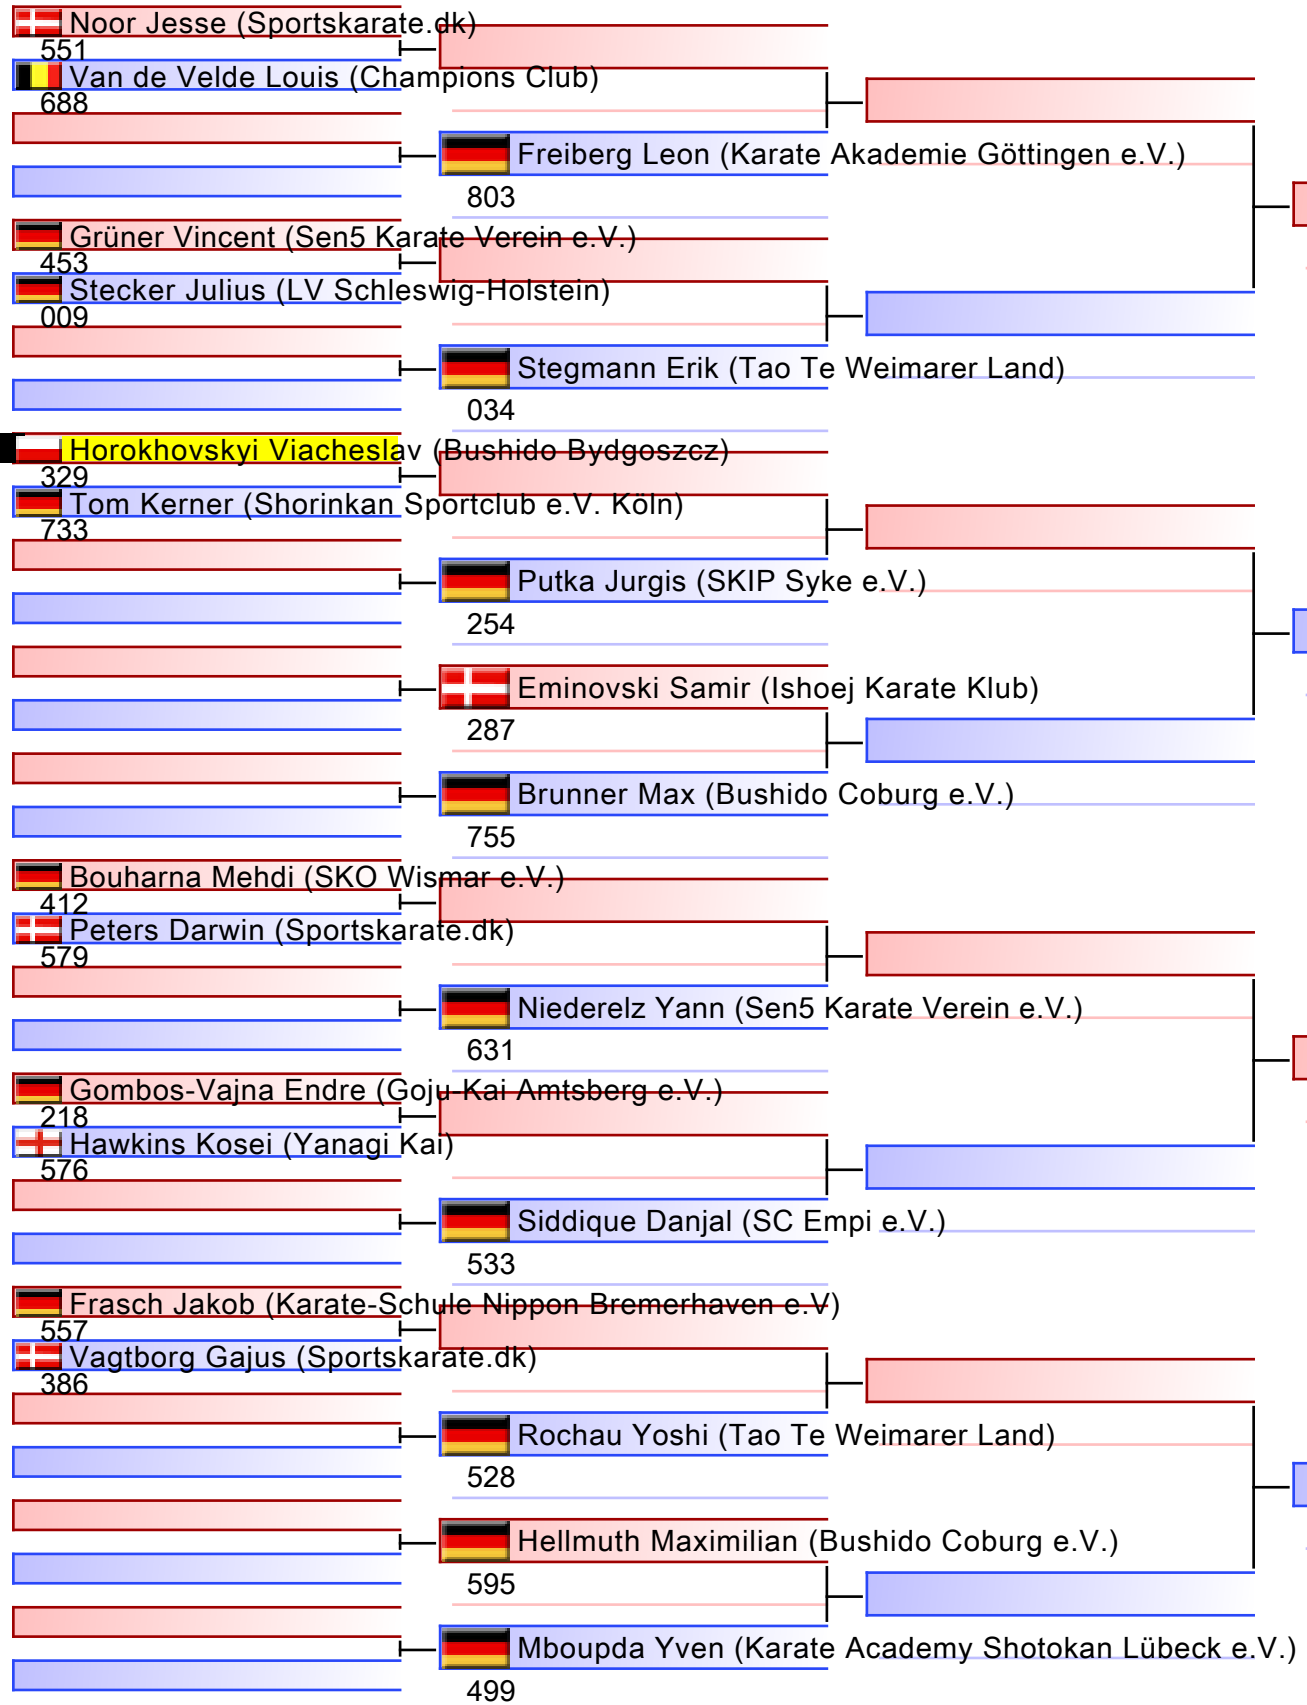 Noor Jesse (Sportskarate.dk)
551
Van de Velde Louis (Champions Club)
688
Freiberg Leon (Karate Akademie Göttingen e.V.)
803
Grüner Vincent (Sen5 Karate Verein e.V.)
453
Stecker Julius (LV Schleswig-Holstein)
009
Stegmann Erik (Tao Te Weimarer Land)
034
Horokhovskyi Viacheslav (Bushido Bydgoszcz)
329
Tom Kerner (Shorinkan Sportclub e.V. Köln)
733
Putka Jurgis (SKIP Syke e.V.)
254
Eminovski Samir (Ishoej Karate Klub)
287
Brunner Max (Bushido Coburg e.V.)
755
Bouharna Mehdi (SKO Wismar e.V.)
412
Peters Darwin (Sportskarate.dk)
579
Niederelz Yann (Sen5 Karate Verein e.V.)
631
Gombos-Vajna Endre (Goju-Kai Amtsberg e.V.)
218
Hawkins Kosei (Yanagi Kai)
576
Siddique Danjal (SC Empi e.V.)
533
Frasch Jakob (Karate-Schule Nippon Bremerhaven e.V)
557
Vagtborg Gajus (Sportskarate.dk)
386
Rochau Yoshi (Tao Te Weimarer Land)
528
Hellmuth Maximilian (Bushido Coburg e.V.)
595
Mboupda Yven (Karate Academy Shotokan Lübeck e.V.)
499